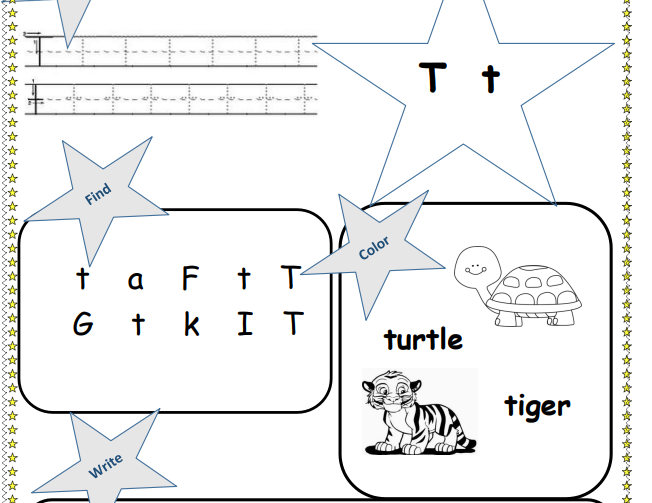 T t
Find
t a F t T
G t k I T
Color
turtle
tiger
Write